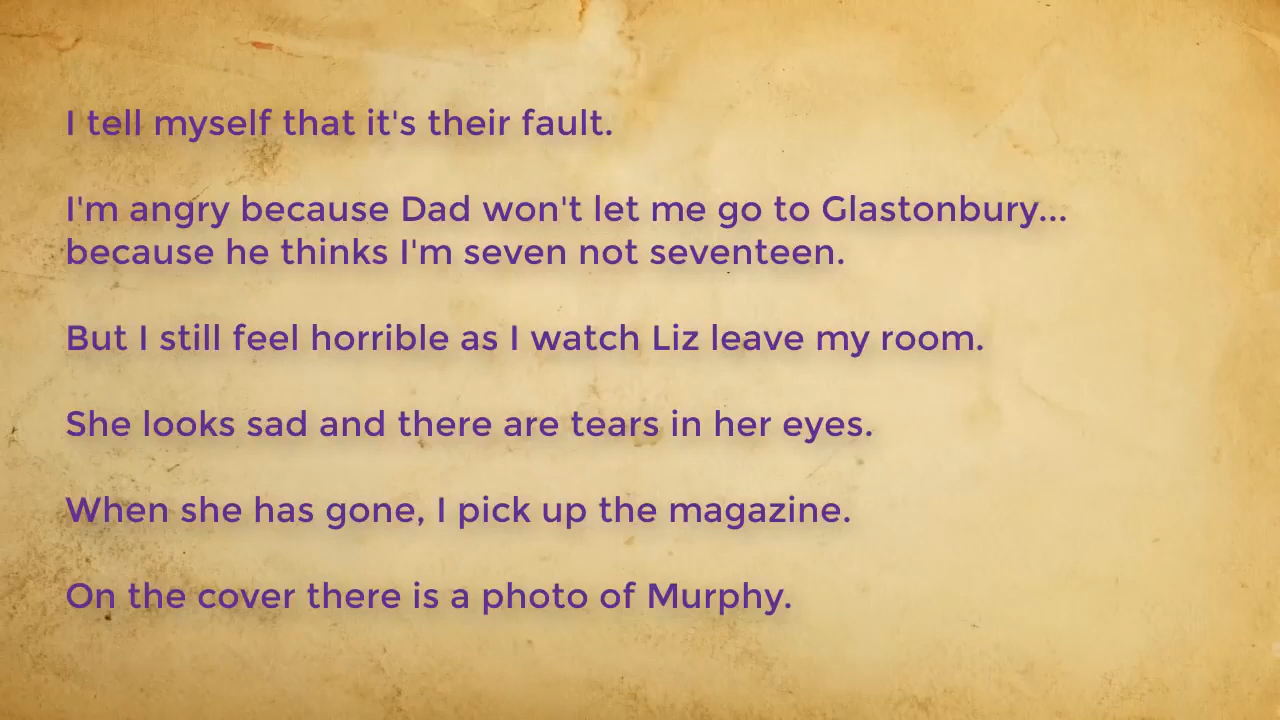 I tell myself that it's their fault.
I'm angry because Dad won't let me go to Glastonbury...
because he thinks I'm seven not seventeen.
But I still feel horrible as I watch Liz leave my room.
She looks sad and there are tears in her eyes.
When she has gone, I pick up the magazine.
On the cover there is a photo of Murphy.